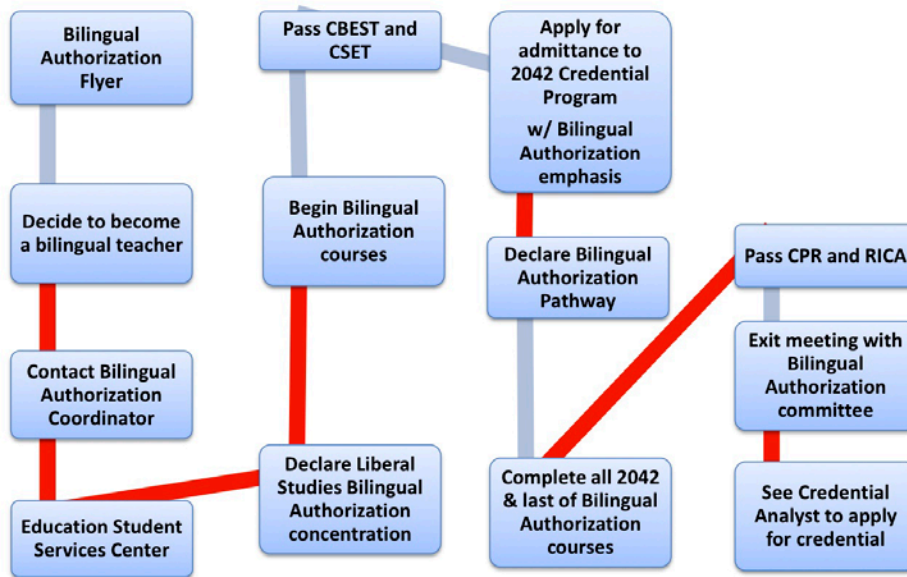 Bilingual
Authorization
Flyer
Decide to become
a bilingual teacher
Contact Bilingual
Authorization
Coordinator
Education Student
Services Center
Declare Liberal
Studies Bilingual
Authorization
concentration
Begin Bilingual
Authorization
courses
Pass CBEST and
CSET
Apply for
admittance to
2042 Credential
Program
w/ Bilingual
Authorization
emphasis
Declare Bilingual
Authorization
Pathway
Complete all 2042
& last of Bilingual
Authorization
courses
Pass CPR and RICA
Exit meeting with
Bilingual
Authorization
committee
See Credential
Analyst to apply
for credential